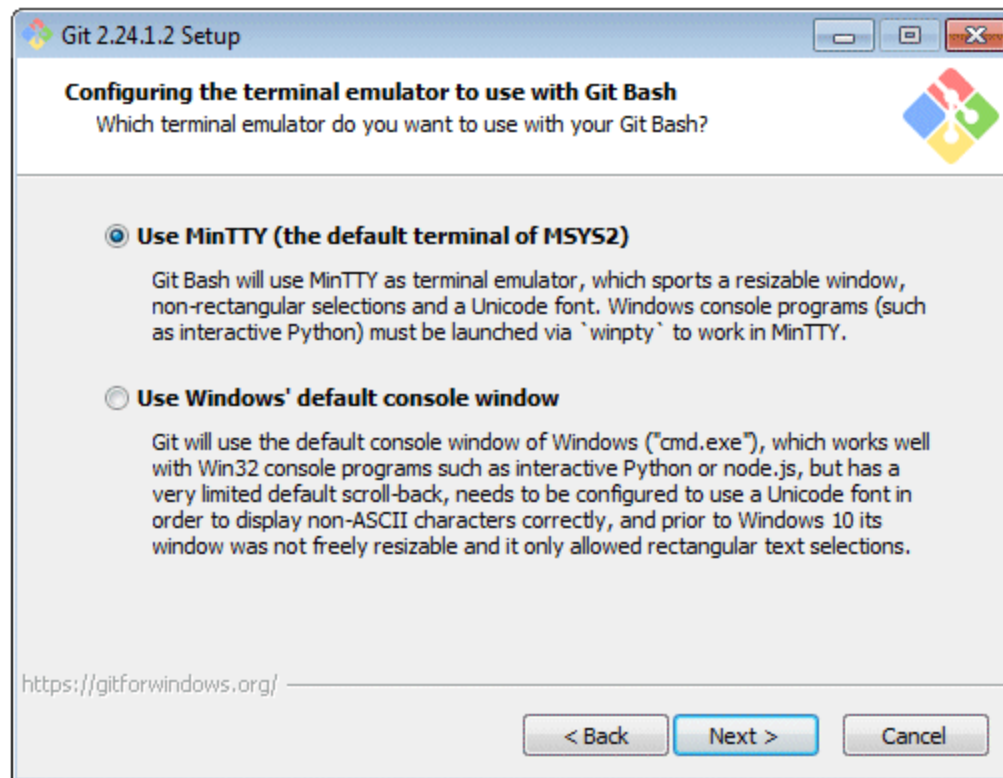 Git 2.24.1.2 Setup
Configuring the terminal emulator to use with Git Bash
Which terminal emulator do you want to use with your Git Bash?
Use MinTTY (the default terminal of MSYS2)
Git Bash will use MinTTY as terminal emulator, which sports a resizable window,
non-rectangular selections and a Unicode font. Windows console programs (such
as interactive Python) must be launched via `winpty` to work in MinTTY.
Use Windows' default console window
Git will use the default console window of Windows ("cmd.exe"), which works well
with Win32 console programs such as interactive Python or node.js, but has a
very limited default scroll-back, needs to be configured to use a Unicode font in
order to display non-ASCII characters correctly, and prior to Windows 10 its
window was not freely resizable and it only allowed rectangular text selections.
https://gitforwindows.org/
< Back Next > Cancel